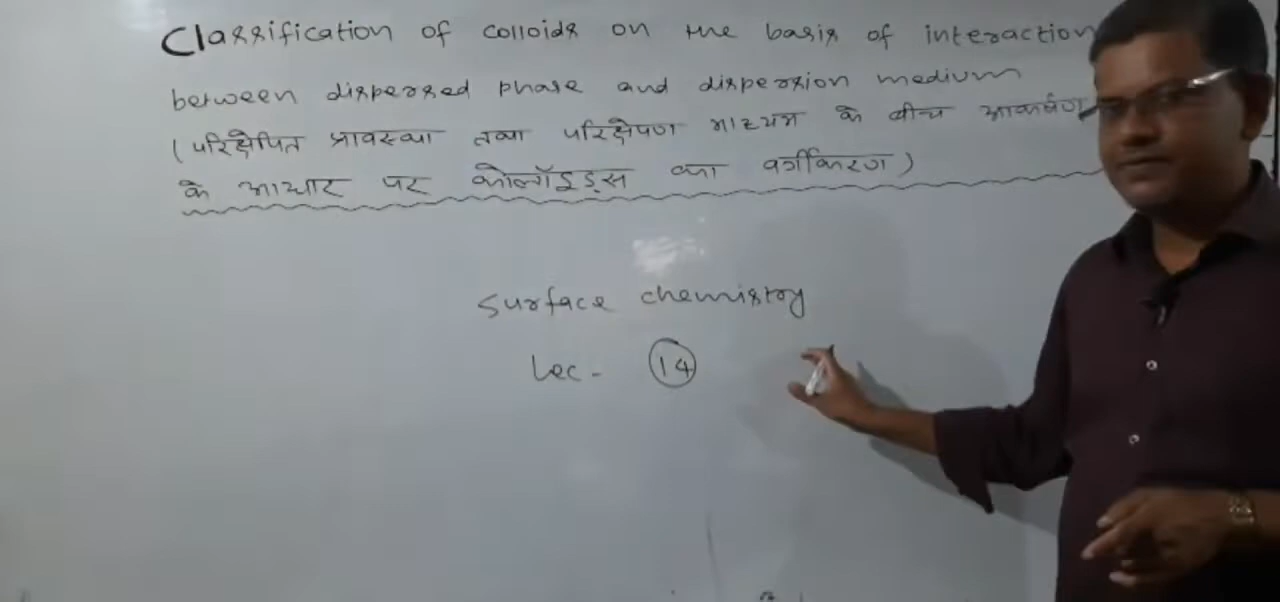 Classification of colloids on the basis of interaction
between dispersed phase and dispersion medium
(परिक्षेपित प्रावस्था तथा परिक्षेपण माध्यम के बीच आकर्षण
के आधार पर कोलॉइड्स का वर्गीकरण)
Surface chemistry
Lec - 14